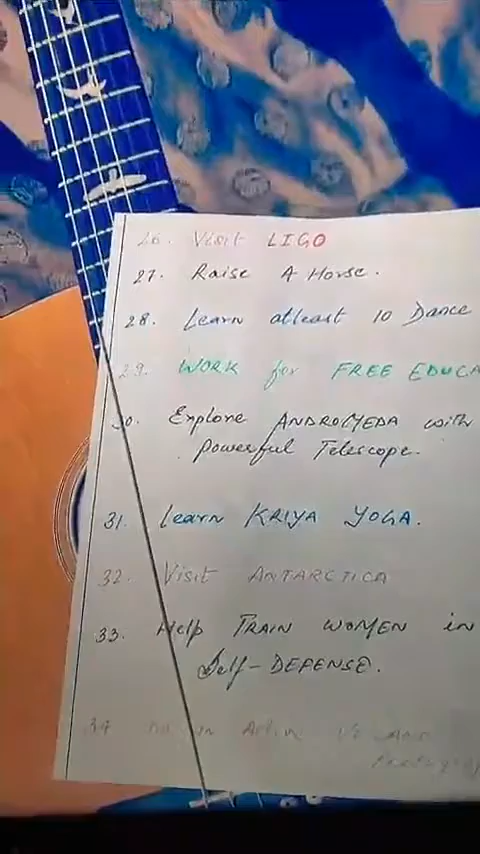 26. Visit LIGO
27. Raise A Horse.
28. Learn atleast 10 Dance
29. WORK for FREE EDUCA
30. Explore ANDROMEDA with
Powerful Telescope.
31. Learn KRIYA YOGA.
32. Visit ANTARCTICA
33. Help TRAIN WOMEN in
Self-DEFENSE.
34